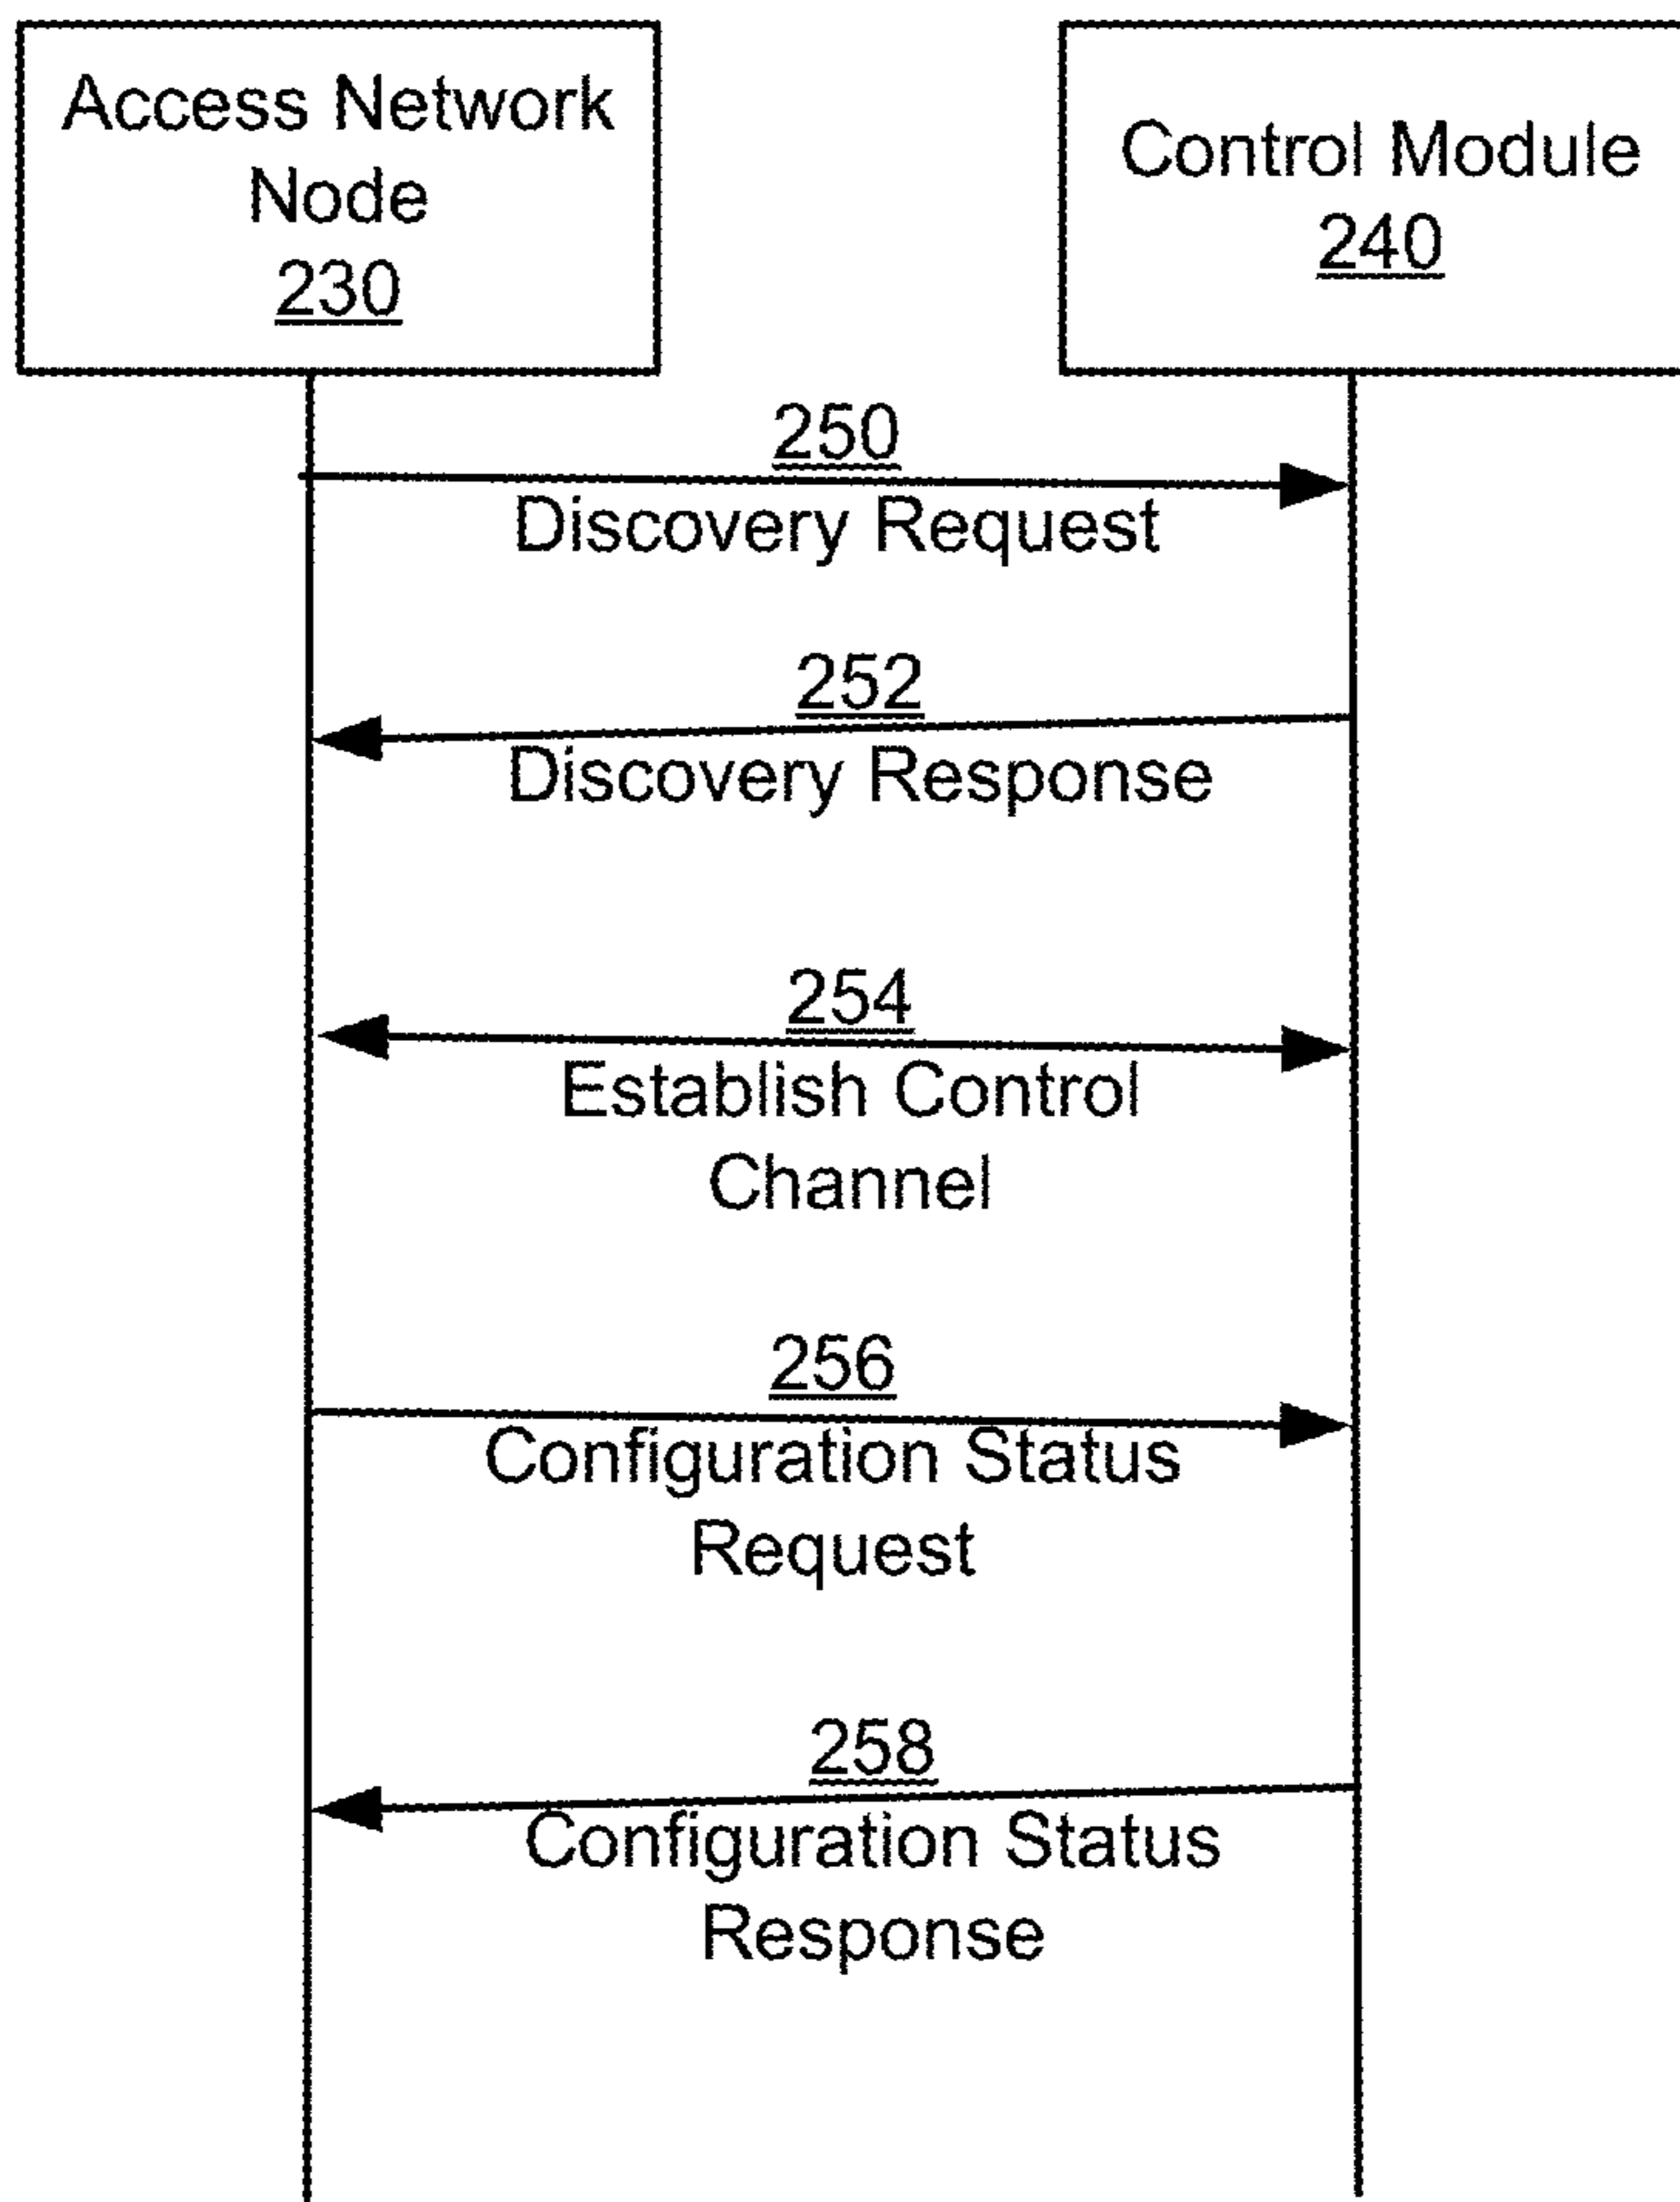 Access Network
Node
230
Control Module
240
250
Discovery Request
252
Discovery Response
254
Establish Control
Channel
256
Configuration Status
Request
258
Configuration Status
Response